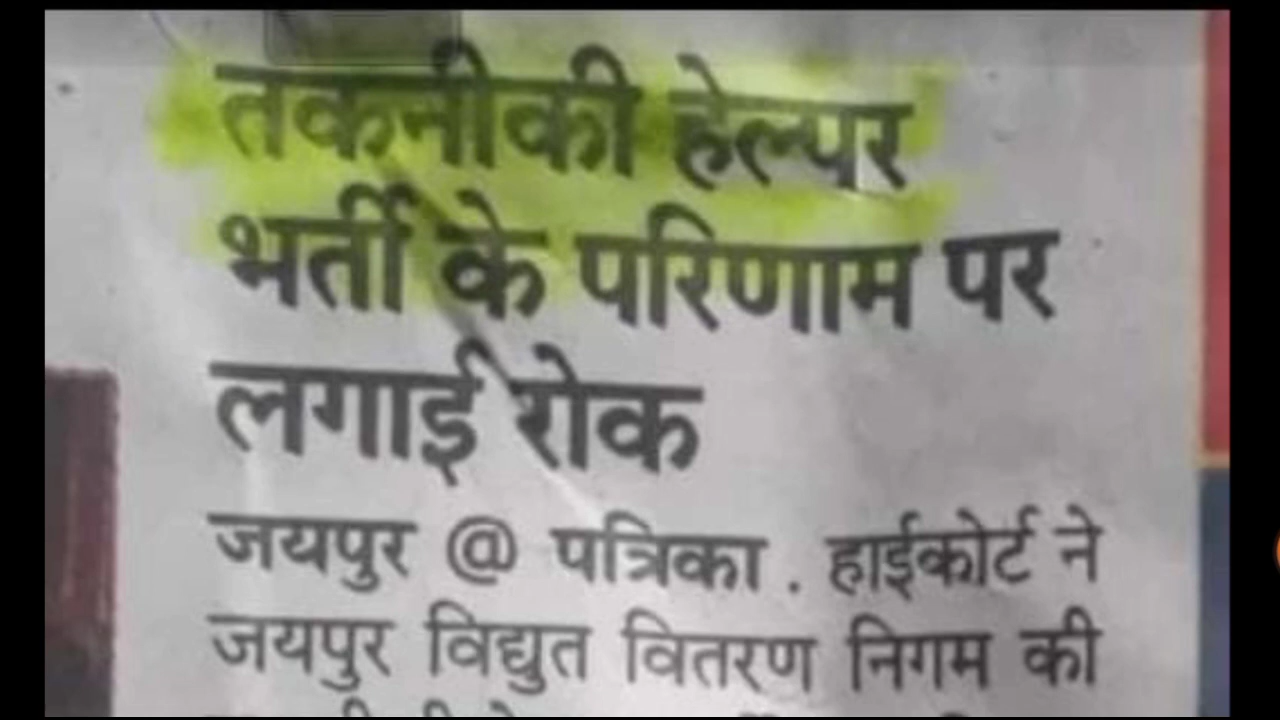 तकनीकी हेल्पर
भर्ती के परिणाम पर
लगाई रोक
जयपुर @ पत्रिका . हाईकोर्ट ने
जयपुर विद्युत वितरण निगम की